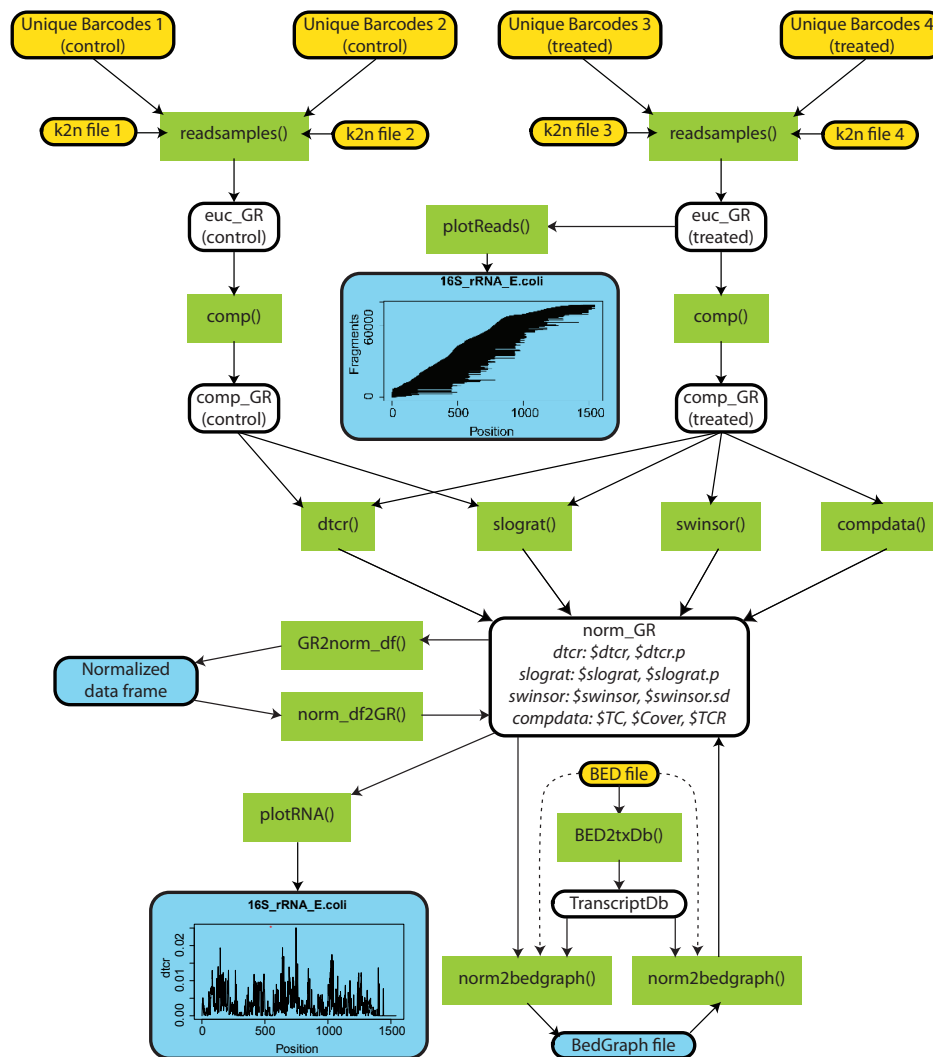 Unique Barcodes 1
(control)
Unique Barcodes 2
(control)
Unique Barcodes 3
(treated)
Unique Barcodes 4
(treated)
k2n file 1
readsamples()
k2n file 2
k2n file 3
readsamples()
k2n file 4
euc_GR
(control)
plotReads()
euc_GR
(treated)
comp()
16S_rRNA_E.coli
Fragments
0
60000
0
500
1000
1500
Position
comp()
comp_GR
(control)
comp_GR
(treated)
dtcr()
slograt()
swinsor()
compdata()
norm_GR
dtcr: $dtcr, $dtcr.p
slograt: $slograt, $slograt.p
swinsor: $swinsor, $swinsor.sd
compdata: $TC, $Cover, $TCR
GR2norm_df()
Normalized
data frame
norm_df2GR()
plotRNA()
BED file
BED2txDb()
TranscriptDb
16S_rRNA_E.coli
dtcr
0.00
0.01
0.02
0
500
1000
1500
Position
norm2bedgraph()
norm2bedgraph()
BedGraph file